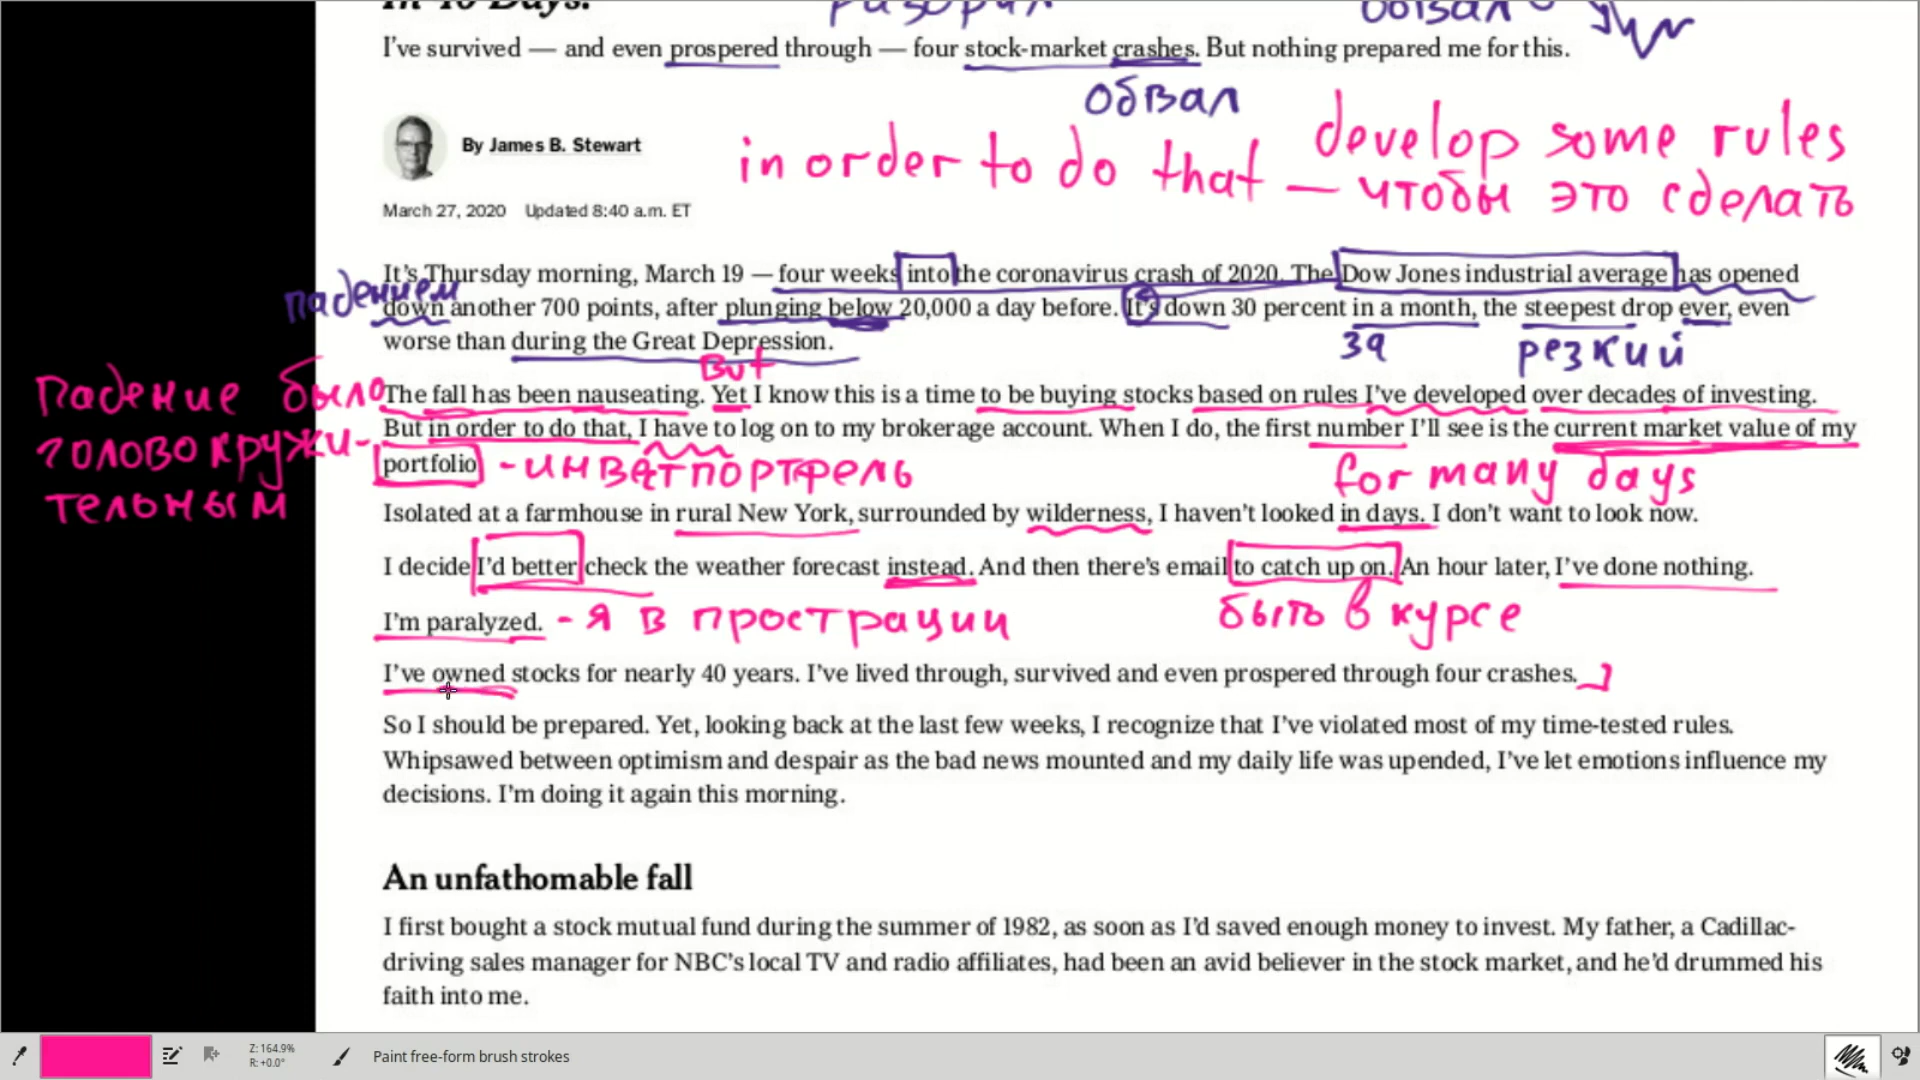 In 10 Days.
разорил обвал
I've survived — and even prospered through — four stock-market crashes. But nothing prepared me for this.
обвал
By James B. Stewart
in order to do that — чтобы это сделать
develop some rules
March 27, 2020 Updated 8:40 a.m. ET
It's Thursday morning, March 19 — four weeks into the coronavirus crash of 2020. The Dow Jones industrial average has opened
падением
down another 700 points, after plunging below 20,000 a day before. It's down 30 percent in a month, the steepest drop ever, even
worse than during the Great Depression.
за резкий
But
Падение было
The fall has been nauseating. Yet I know this is a time to be buying stocks based on rules I've developed over decades of investing.
But in order to do that, I have to log on to my brokerage account. When I do, the first number I'll see is the current market value of my
головокружи-
portfolio - инвестпортфель
for many days
тельным
Isolated at a farmhouse in rural New York, surrounded by wilderness, I haven't looked in days. I don't want to look now.
I decide I'd better check the weather forecast instead. And then there's email to catch up on. An hour later, I've done nothing.
I'm paralyzed. - я в прострации
быть в курсе
I've owned stocks for nearly 40 years. I've lived through, survived and even prospered through four crashes.
So I should be prepared. Yet, looking back at the last few weeks, I recognize that I've violated most of my time-tested rules.
Whipsawed between optimism and despair as the bad news mounted and my daily life was upended, I've let emotions influence my
decisions. I'm doing it again this morning.
An unfathomable fall
I first bought a stock mutual fund during the summer of 1982, as soon as I'd saved enough money to invest. My father, a Cadillac-
driving sales manager for NBC's local TV and radio affiliates, had been an avid believer in the stock market, and he'd drummed his
faith into me.
Z: 164.9%
R: +0.0°
Paint free-form brush strokes